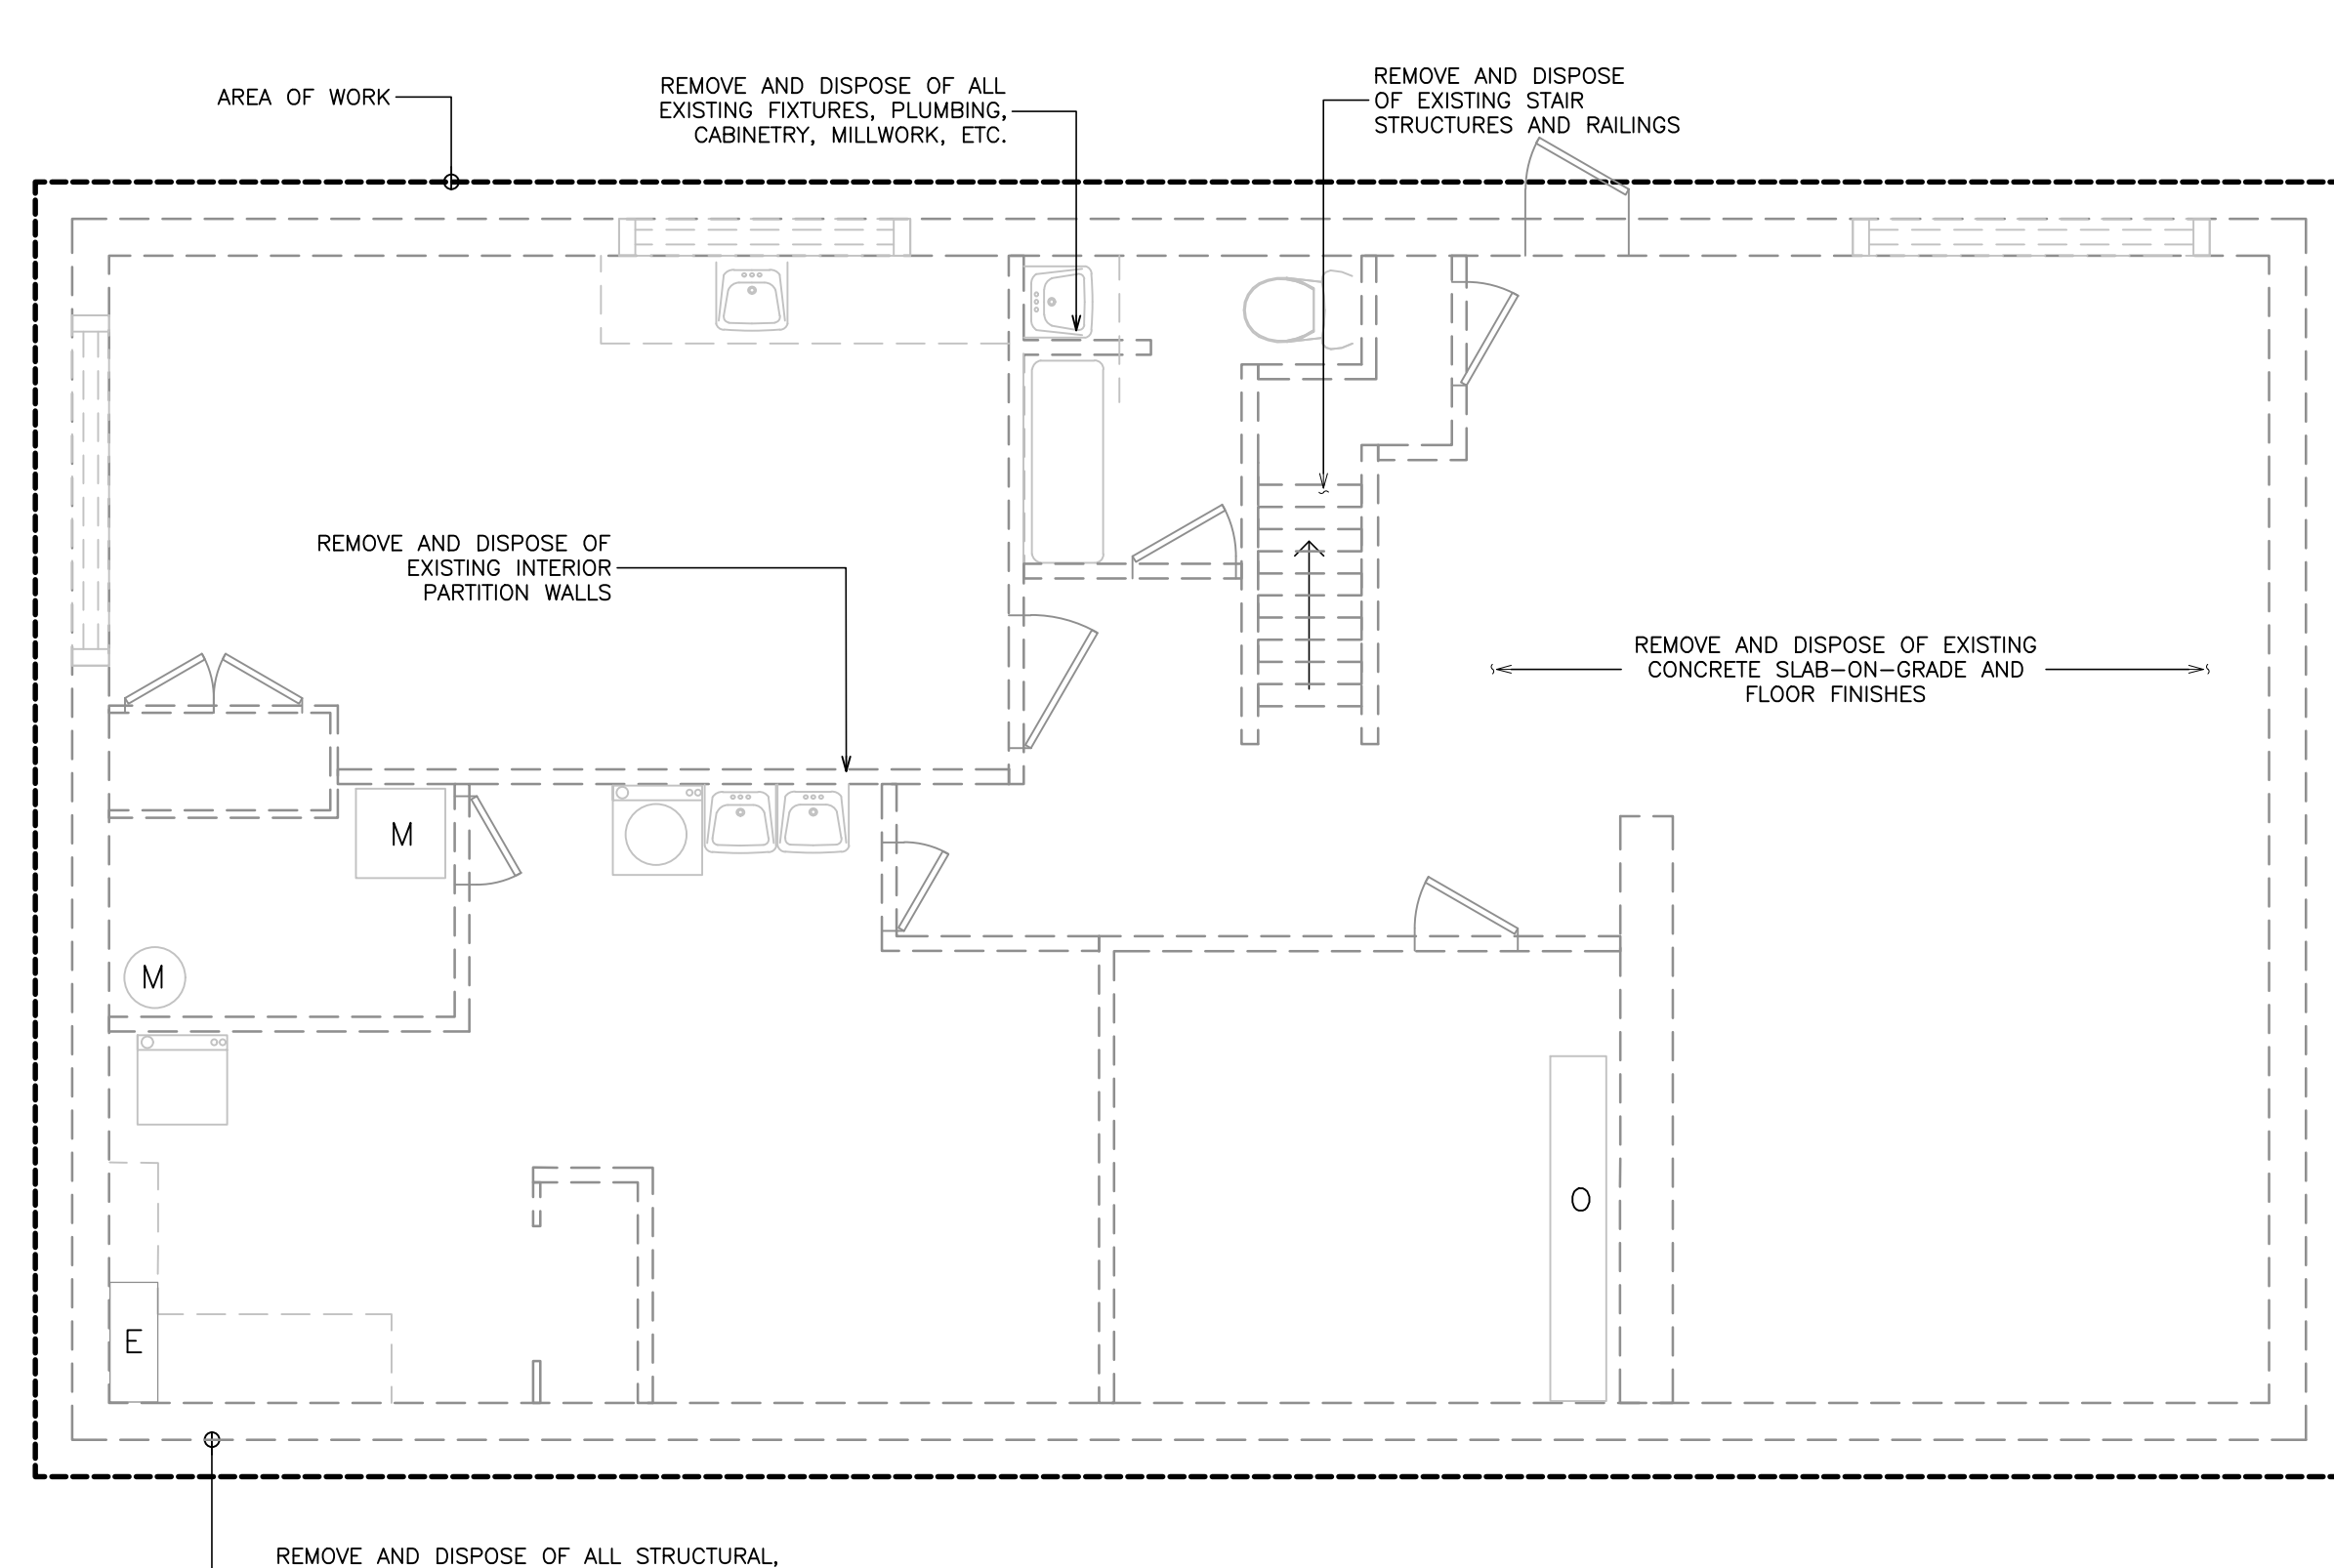 AREA OF WORK
REMOVE AND DISPOSE OF ALL
EXISTING FIXTURES, PLUMBING,
CABINETRY, MILLWORK, ETC.
REMOVE AND DISPOSE
OF EXISTING STAIR
STRUCTURES AND RAILINGS
REMOVE AND DISPOSE OF
EXISTING INTERIOR
PARTITION WALLS
REMOVE AND DISPOSE OF EXISTING
CONCRETE SLAB-ON-GRADE AND
FLOOR FINISHES
M
M
O
E
REMOVE AND DISPOSE OF ALL STRUCTURAL,